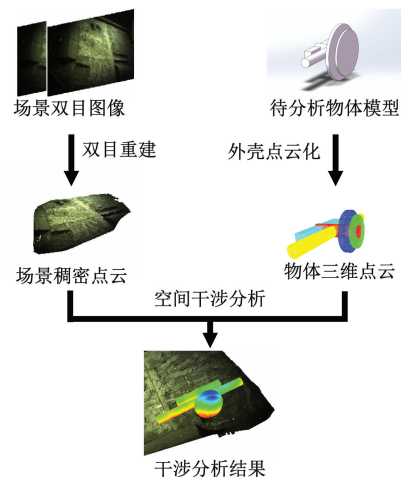 场景双目图像
待分析物体模型
双目重建
外壳点云化
场景稠密点云
物体三维点云
空间干涉分析
干涉分析结果